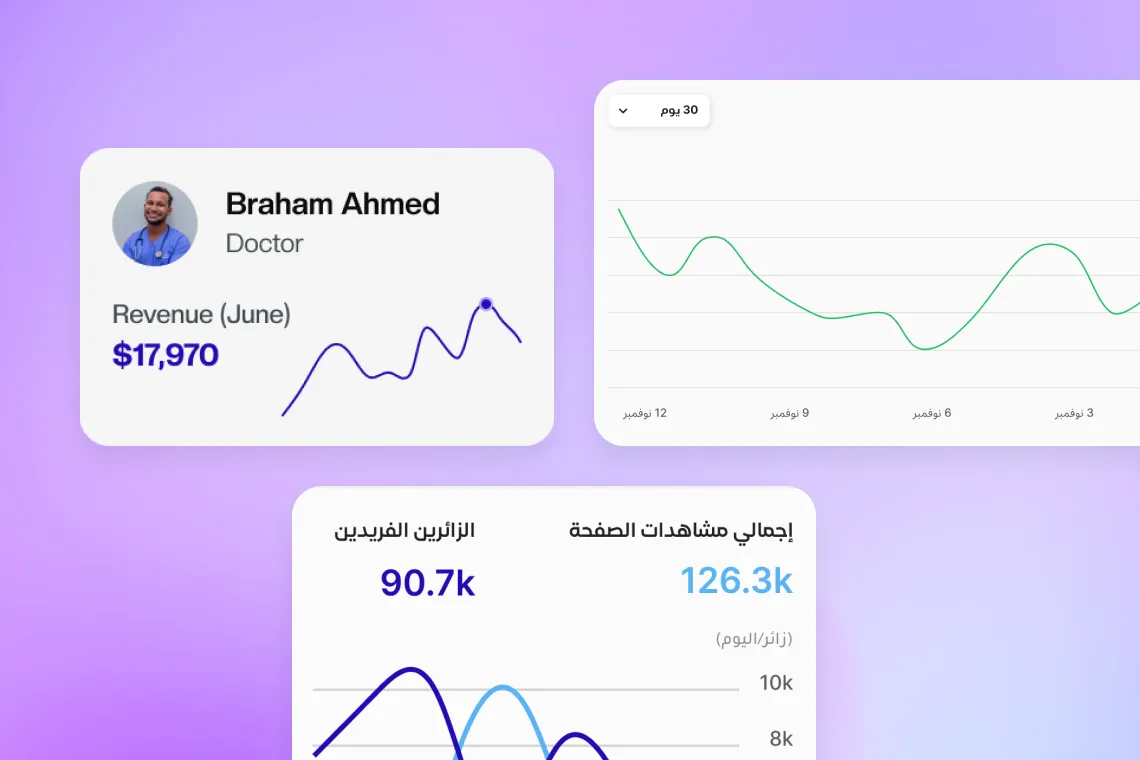 Braham Ahmed
Doctor
Revenue (June)
$17,970
30 يوم
3 نوفمبر
6 نوفمبر
9 نوفمبر
12 نوفمبر
إجمالي مشاهدات الصفحة
126.3k
الزائرين الفريدين
90.7k
(زائر/اليوم)
10k
8k